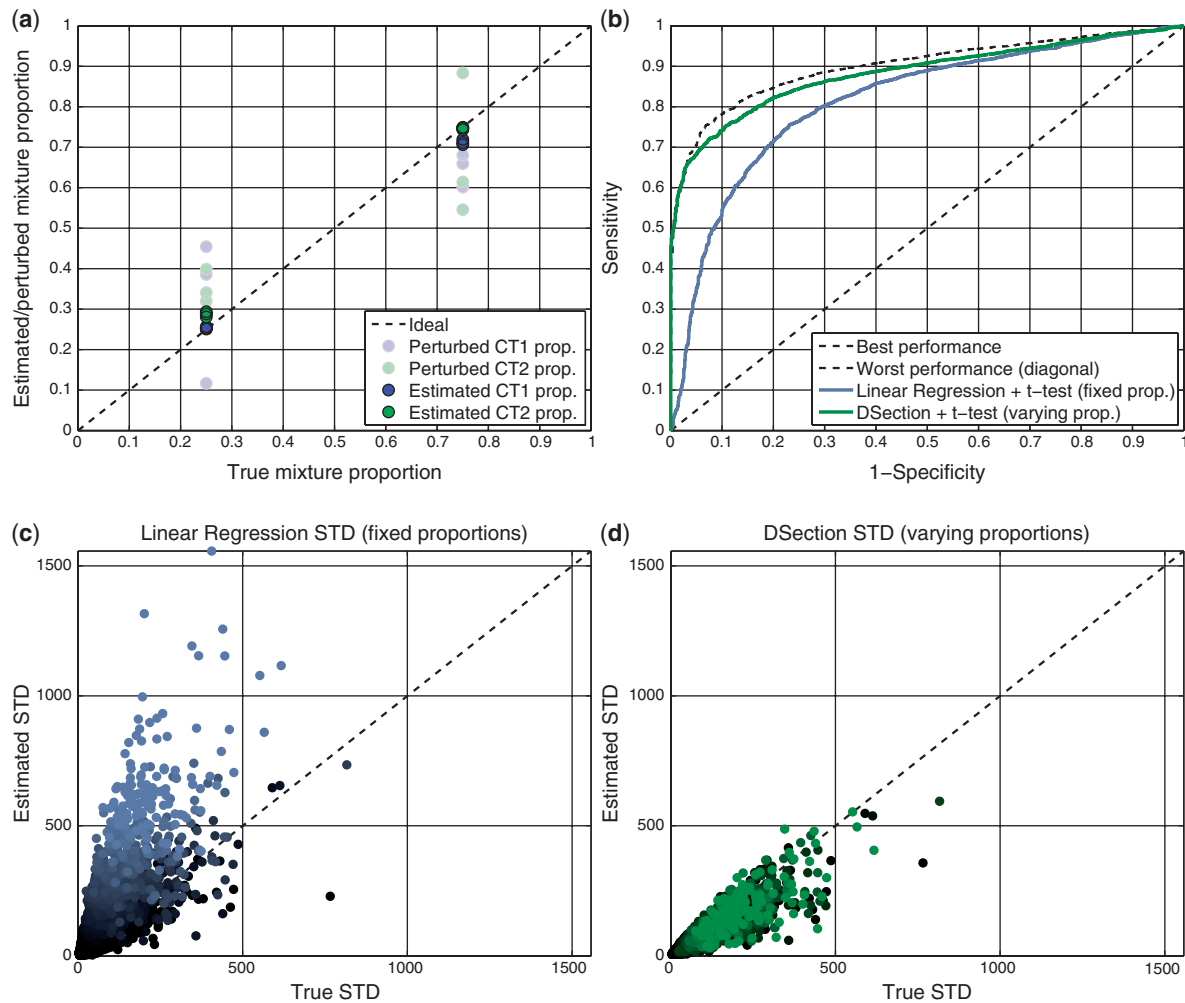 (a)
Estimated/perturbed mixture proportion
1
0.9
0.8
0.7
0.6
0.5
0.4
0.3
0.2
0.1
0
Ideal
Perturbed CT1 prop.
Perturbed CT2 prop.
Estimated CT1 prop.
Estimated CT2 prop.
0 0.1 0.2 0.3 0.4 0.5 0.6 0.7 0.8 0.9 1
True mixture proportion
(b)
Sensitivity
1
0.9
0.8
0.7
0.6
0.5
0.4
0.3
0.2
0.1
0
Best performance
Worst performance (diagonal)
Linear Regression + t−test (fixed prop.)
DSection + t−test (varying prop.)
0 0.1 0.2 0.3 0.4 0.5 0.6 0.7 0.8 0.9 1
1−Specificity
(c)
Linear Regression STD (fixed proportions)
Estimated STD
1500
1000
500
0
0 500 1000 1500
True STD
(d)
DSection STD (varying proportions)
Estimated STD
1500
1000
500
0
0 500 1000 1500
True STD